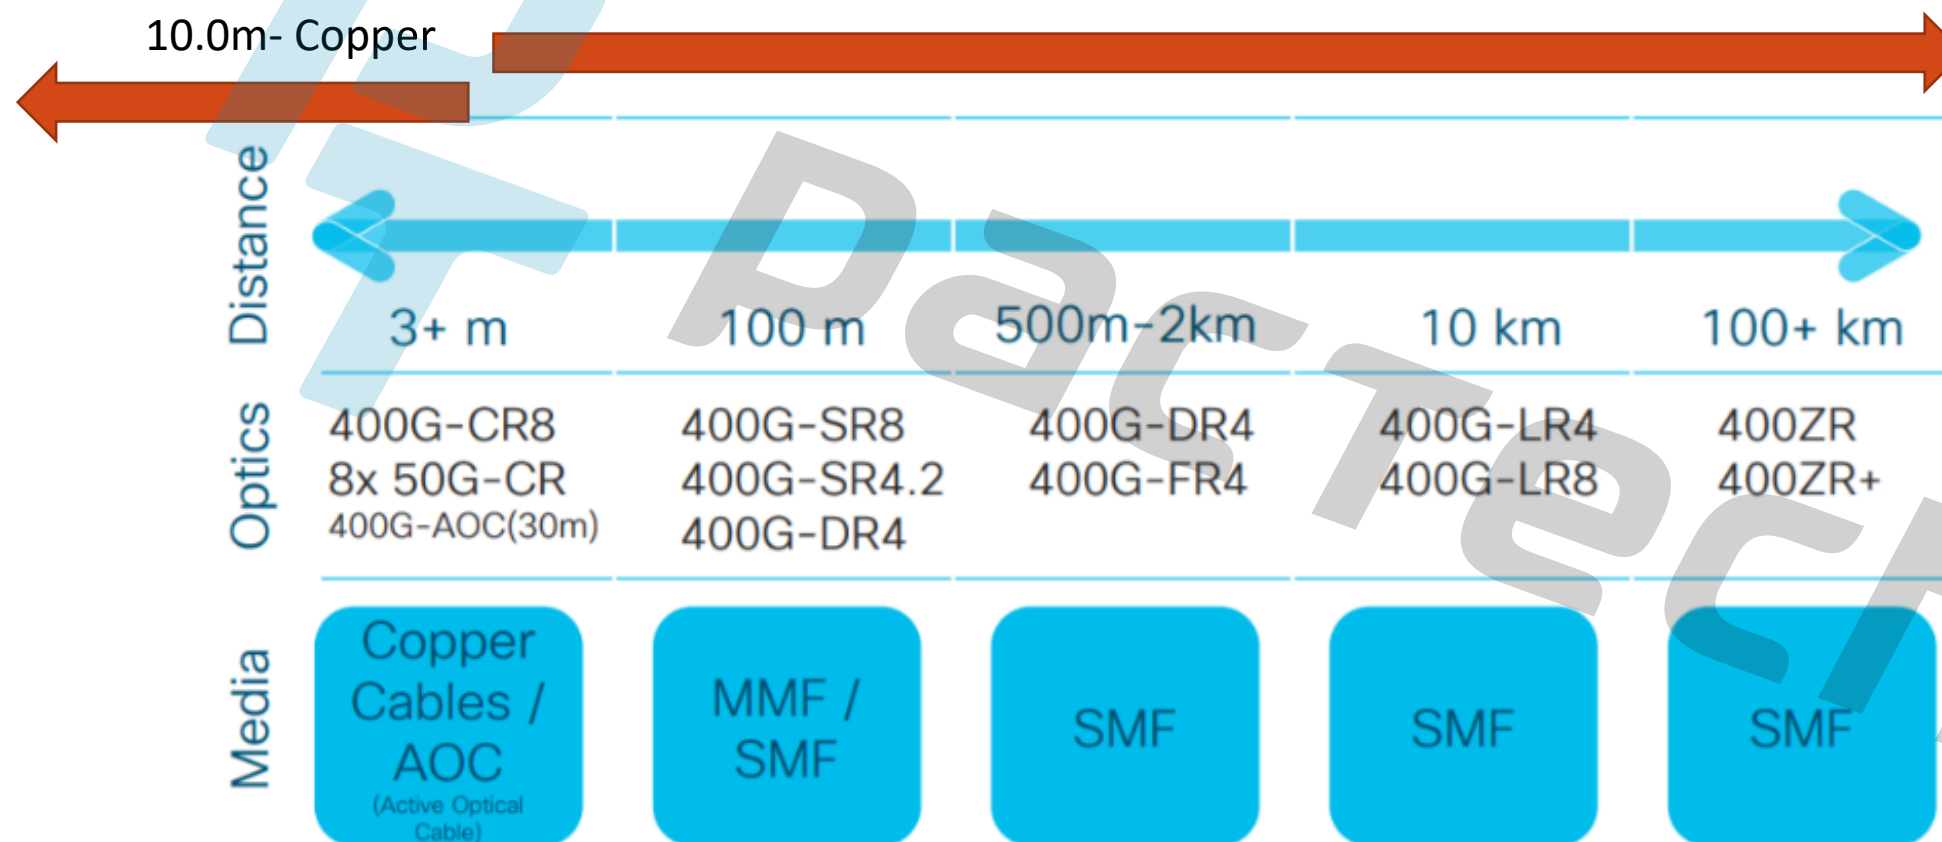 10.0m- Copper
Distance
3+ m
100 m
500m-2km
10 km
100+ km
Optics
400G-CR8
8x 50G-CR
400G-AOC(30m)
400G-SR8
400G-SR4.2
400G-DR4
400G-DR4
400G-FR4
400G-LR4
400G-LR8
400ZR
400ZR+
Media
Copper
Cables /
AOC
(Active Optical
Cable)
MMF /
SMF
SMF
SMF
SMF
PacTech